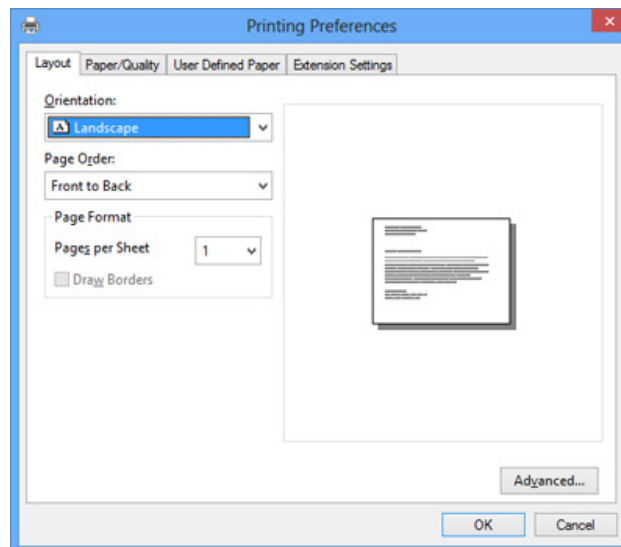 Printing Preferences
Layout Paper/Quality User Defined Paper Extension Settings
Orientation:
A Landscape
Page Order:
Front to Back
Page Format
Pages per Sheet 1
Draw Borders
Advanced...
OK Cancel